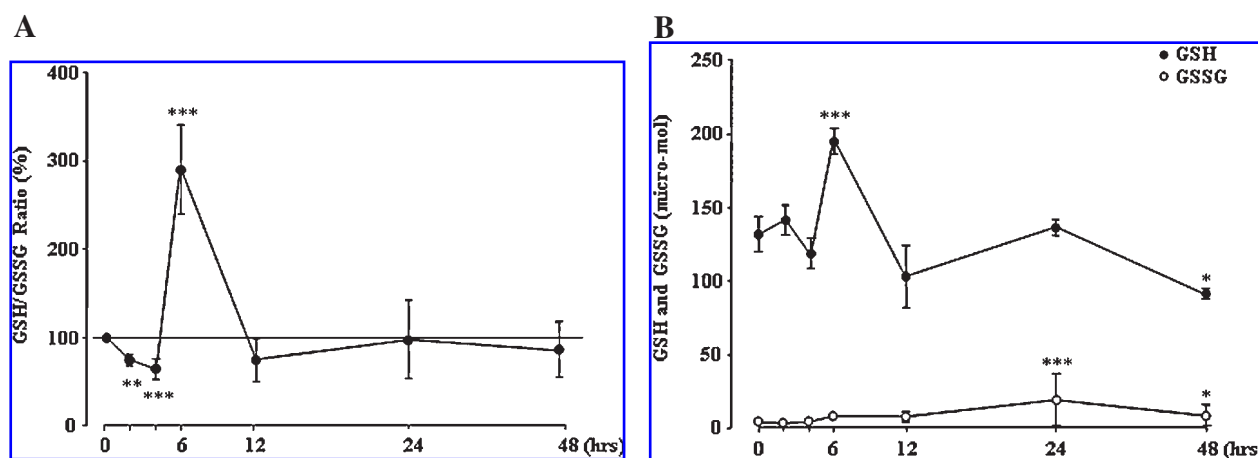 A
GSH/GSSG Ratio (%)
400
300
200
100
0
***
**
***
0 6 12 24 48 (hrs)
B
GSH and GSSG (micro-mol)
250
200
150
100
50
0
GSH
GSSG
***
*
***
*
0 6 12 24 48 (hrs)